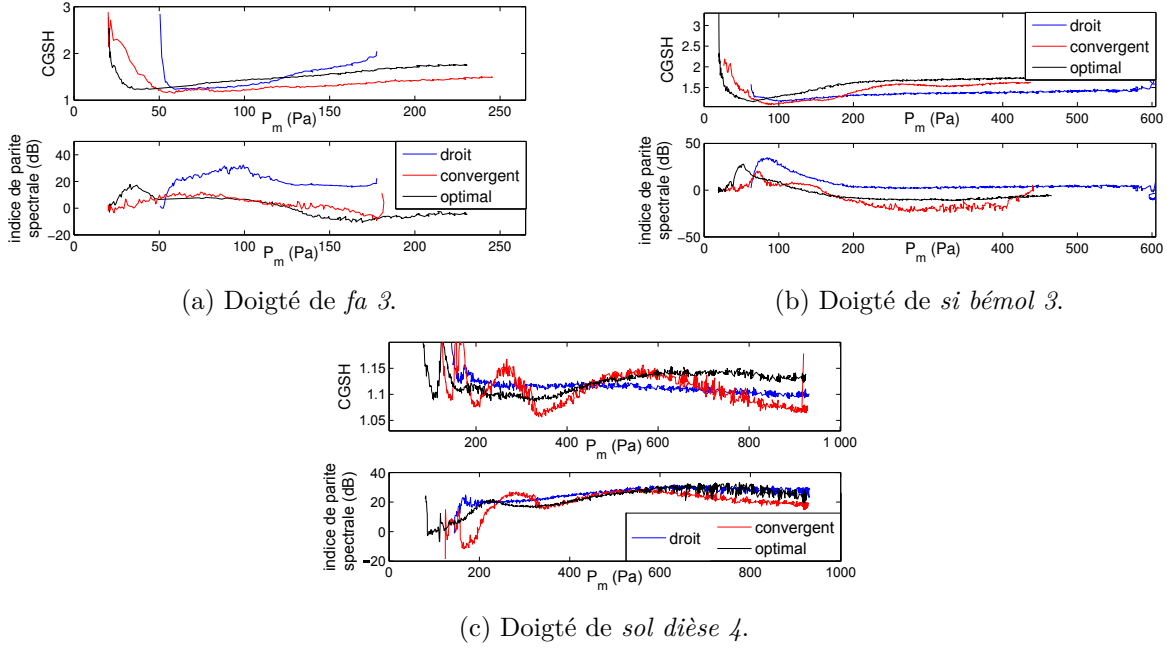 CGSH
3
2
1
0
50
100
150
200
250
P_m (Pa)
indice de parite
spectrale (dB)
40
20
0
−20
0
50
100
150
200
250
P_m (Pa)
droit
convergent
optimal
(a) Doigté de fa 3.
CGSH
3
2.5
2
1.5
0
100
200
300
400
500
600
P_m (Pa)
droit
convergent
optimal
indice de parite
spectrale (dB)
50
0
−50
0
100
200
300
400
500
600
P_m (Pa)
(b) Doigté de si bémol 3.
CGSH
1.15
1.10
1.05
200
400
600
800
1 000
P_m (Pa)
indice de parite
spectrale (dB)
40
20
0
−20
0
200
400
600
800
1000
P_m (Pa)
droit
convergent
optimal
(c) Doigté de sol dièse 4.